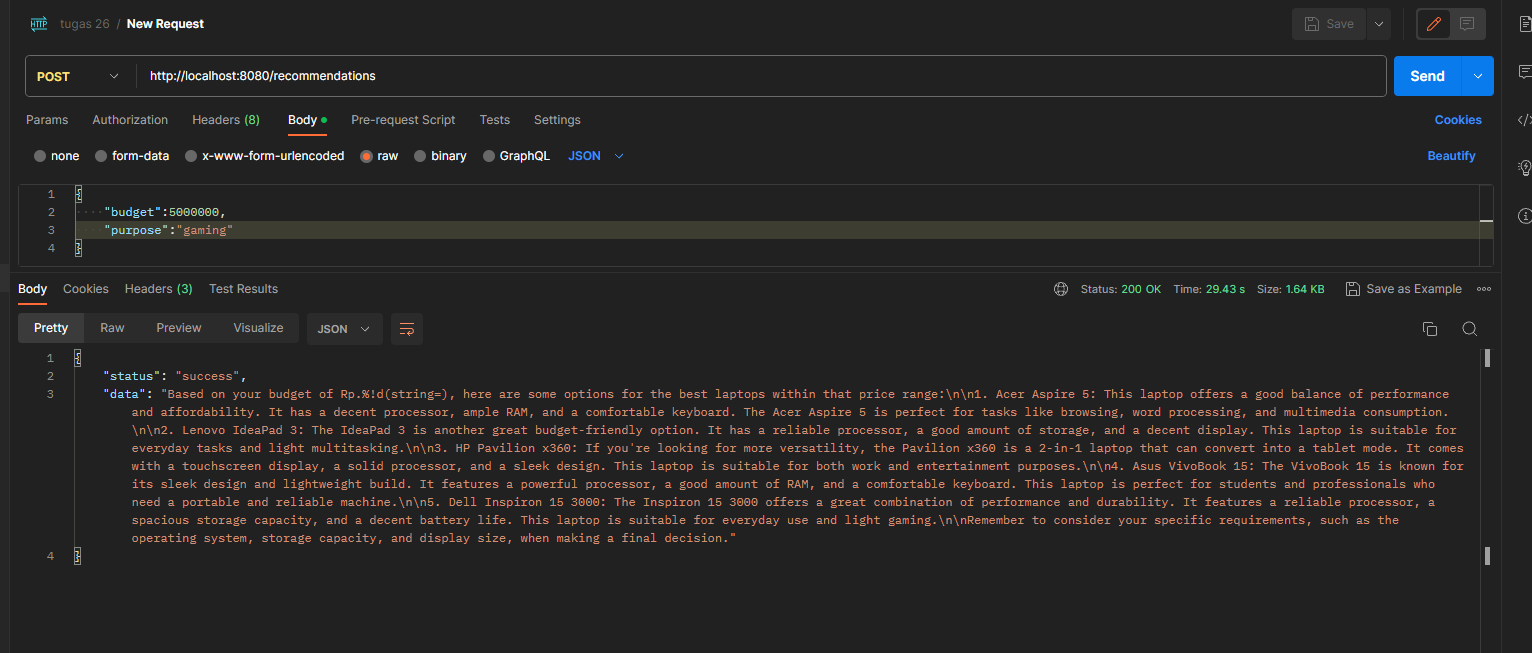 HTTP tugas 26 / New Request Save
POST http://localhost:8080/recommendations Send
Params Authorization Headers (8) Body Pre-request Script Tests Settings Cookies
none form-data x-www-form-urlencoded raw binary GraphQL JSON Beautify
1 {
2 "budget":5000000,
3 "purpose":"gaming"
4 }
Body Cookies Headers (3) Test Results Status: 200 OK Time: 29.43 s Size: 1.64 KB Save as Example
Pretty Raw Preview Visualize JSON
1 {
2 "status": "success",
3 "data": "Based on your budget of Rp.%!d(string=), here are some options for the best laptops within that price range:\n\n1. Acer Aspire 5: This laptop offers a good balance of performance
and affordability. It has a decent processor, ample RAM, and a comfortable keyboard. The Acer Aspire 5 is perfect for tasks like browsing, word processing, and multimedia consumption.
\n\n2. Lenovo IdeaPad 3: The IdeaPad 3 is another great budget-friendly option. It has a reliable processor, a good amount of storage, and a decent display. This laptop is suitable for
everyday tasks and light multitasking.\n\n3. HP Pavilion x360: If you're looking for more versatility, the Pavilion x360 is a 2-in-1 laptop that can convert into a tablet mode. It comes
with a touchscreen display, a solid processor, and a sleek design. This laptop is suitable for both work and entertainment purposes.\n\n4. Asus VivoBook 15: The VivoBook 15 is known for
its sleek design and lightweight build. It features a powerful processor, a good amount of RAM, and a comfortable keyboard. This laptop is perfect for students and professionals who
need a portable and reliable machine.\n\n5. Dell Inspiron 15 3000: The Inspiron 15 3000 offers a great combination of performance and durability. It features a reliable processor, a
spacious storage capacity, and a decent battery life. This laptop is suitable for everyday use and light gaming.\n\nRemember to consider your specific requirements, such as the
operating system, storage capacity, and display size, when making a final decision."
4 }